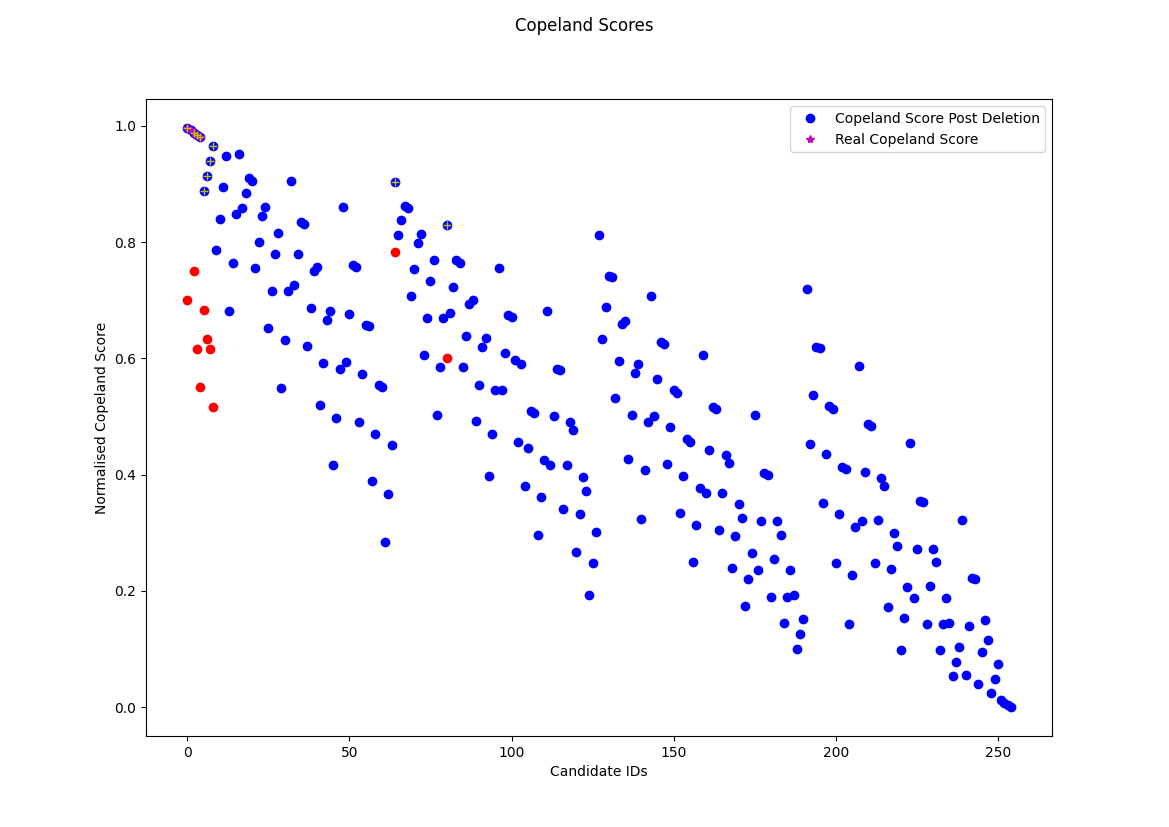 Copeland Scores
Copeland Score Post Deletion
Real Copeland Score
Normalised Copeland Score
1.0
0.8
0.6
0.4
0.2
0.0
0 50 100 150 200 250
Candidate IDs